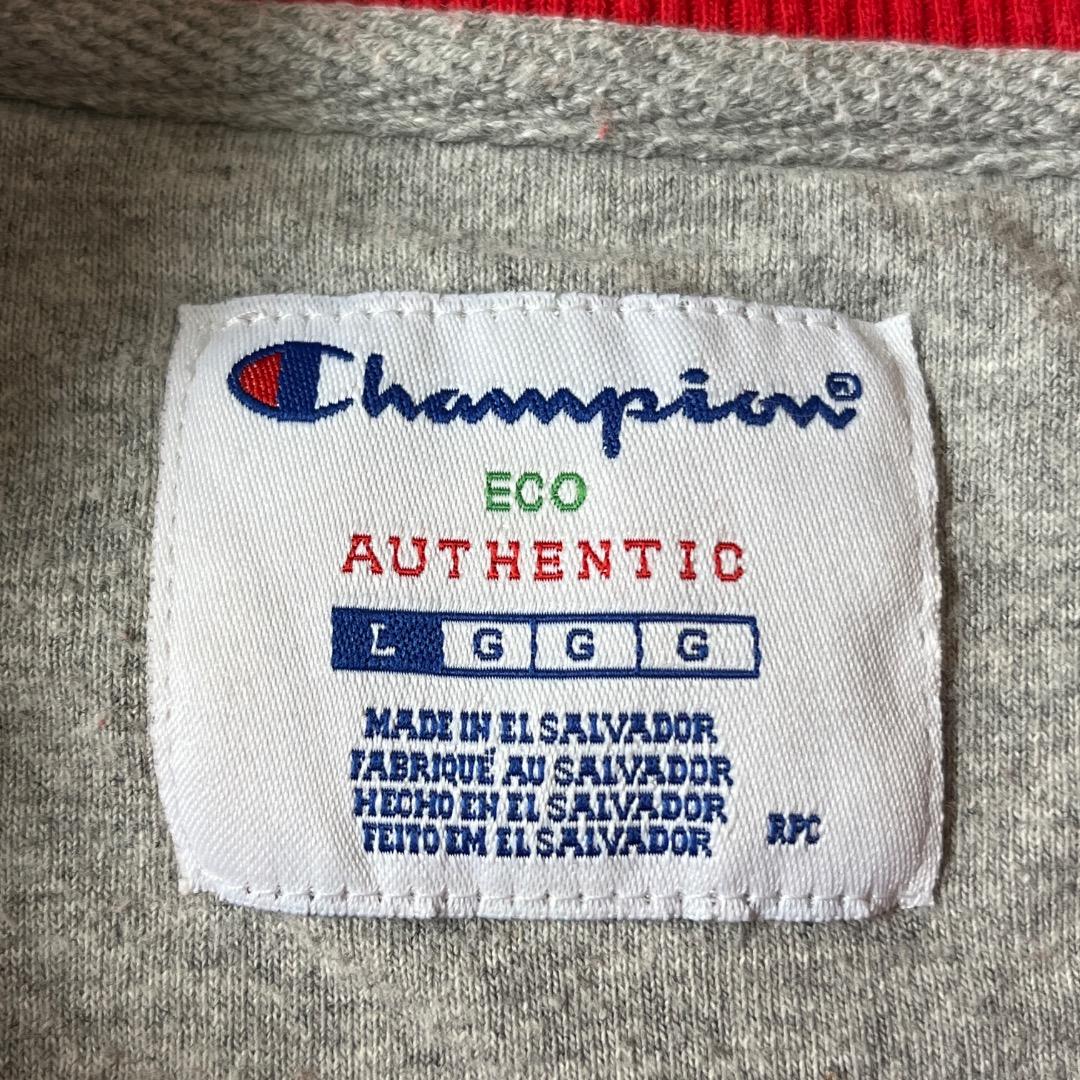 Champion®
ECO
AUTHENTIC
L G G G
MADE IN EL SALVADOR
FABRIQUÉ AU SALVADOR
HECHO EN EL SALVADOR
FEITO EM EL SALVADOR
RPC